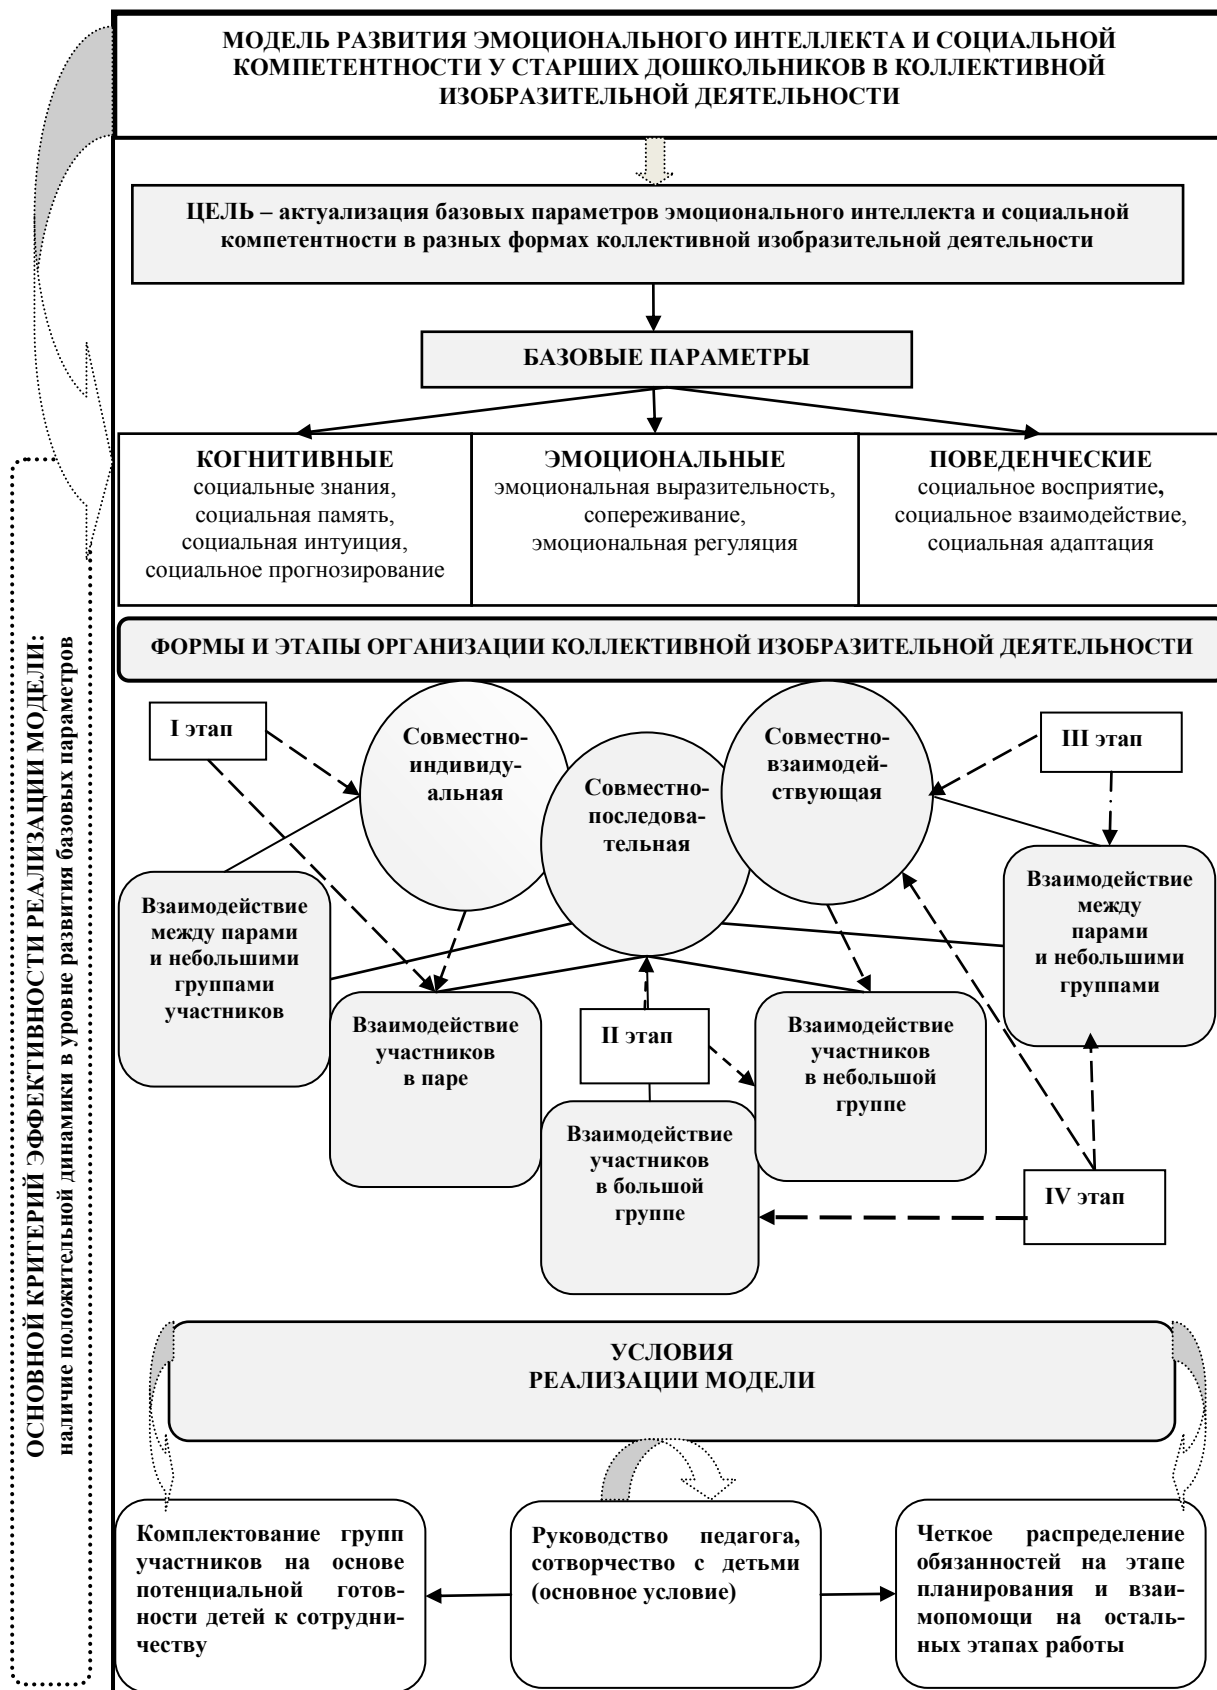 МОДЕЛЬ РАЗВИТИЯ ЭМОЦИОНАЛЬНОГО ИНТЕЛЛЕКТА И СОЦИАЛЬНОЙ
КОМПЕТЕНТНОСТИ У СТАРШИХ ДОШКОЛЬНИКОВ В КОЛЛЕКТИВНОЙ
ИЗОБРАЗИТЕЛЬНОЙ ДЕЯТЕЛЬНОСТИ
ЦЕЛЬ – актуализация базовых параметров эмоционального интеллекта и социальной
компетентности в разных формах коллективной изобразительной деятельности
БАЗОВЫЕ ПАРАМЕТРЫ
КОГНИТИВНЫЕ
социальные знания,
социальная память,
социальная интуиция,
социальное прогнозирование
ЭМОЦИОНАЛЬНЫЕ
эмоциональная выразительность,
сопереживание,
эмоциональная регуляция
ПОВЕДЕНЧЕСКИЕ
социальное восприятие,
социальное взаимодействие,
социальная адаптация
ОСНОВНОЙ КРИТЕРИЙ ЭФФЕКТИВНОСТИ РЕАЛИЗАЦИИ МОДЕЛИ:
наличие положительной динамики в уровне развития базовых параметров
ФОРМЫ И ЭТАПЫ ОРГАНИЗАЦИИ КОЛЛЕКТИВНОЙ ИЗОБРАЗИТЕЛЬНОЙ ДЕЯТЕЛЬНОСТИ
I этап
Совместно-
индивиду-
альная
Совместно-
последова-
тельная
Совместно-
взаимодей-
ствующая
III этап
Взаимодействие
между парами
и небольшими
группами
участников
Взаимодействие
участников
в паре
II этап
Взаимодействие
участников
в большой
группе
Взаимодействие
участников
в небольшой
группе
Взаимодействие
между
парами
и небольшими
группами
IV этап
УСЛОВИЯ
РЕАЛИЗАЦИИ МОДЕЛИ
Комплектование групп
участников на основе
потенциальной готов-
ности детей к сотрудни-
честву
Руководство педагога,
сотворчество с детьми
(основное условие)
Четкое распределение
обязанностей на этапе
планирования и взаи-
мопомощи на осталь-
ных этапах работы